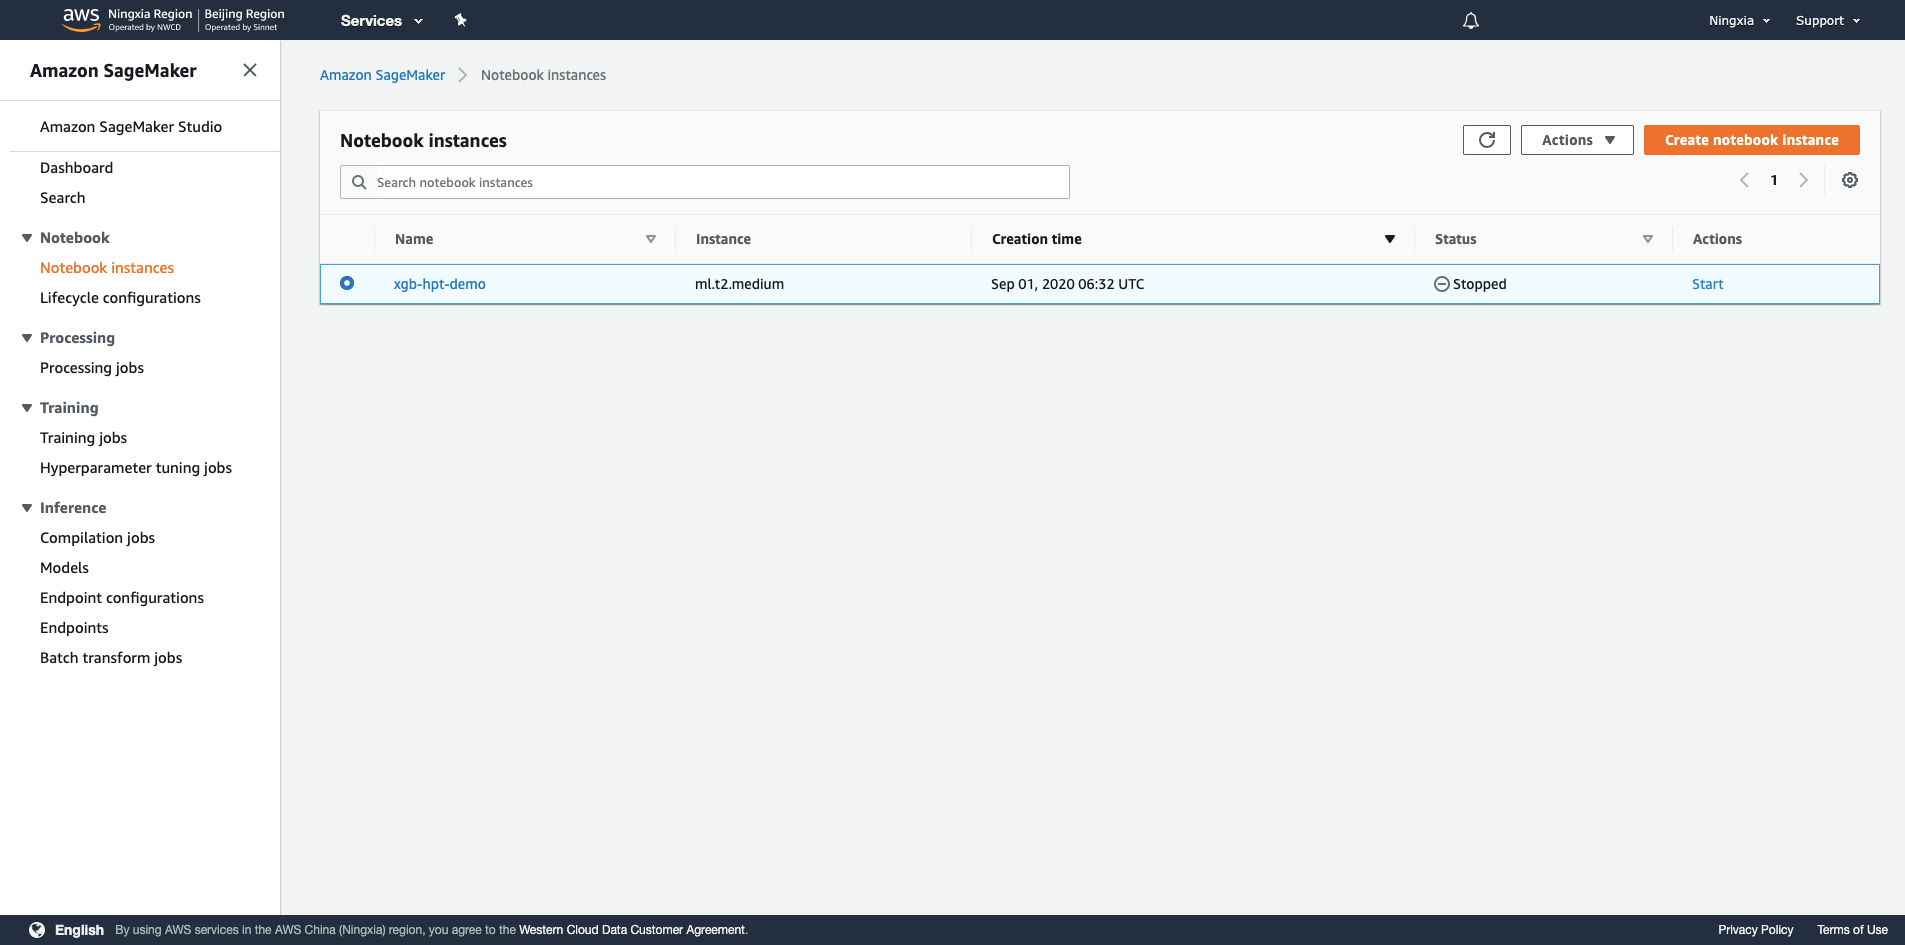 aws Ningxia Region Beijing Region Services Ningxia Support
Operated by NWCD Operated by Sinnet
Amazon SageMaker
Amazon SageMaker Studio
Dashboard
Search
Notebook
Notebook instances
Lifecycle configurations
Processing
Processing jobs
Training
Training jobs
Hyperparameter tuning jobs
Inference
Compilation jobs
Models
Endpoint configurations
Endpoints
Batch transform jobs
Amazon SageMaker Notebook instances
Notebook instances Actions Create notebook instance
Search notebook instances 1
Name Instance Creation time Status Actions
xgb-hpt-demo ml.t2.medium Sep 01, 2020 06:32 UTC Stopped Start
English By using AWS services in the AWS China (Ningxia) region, you agree to the Western Cloud Data Customer Agreement. Privacy Policy Terms of Use